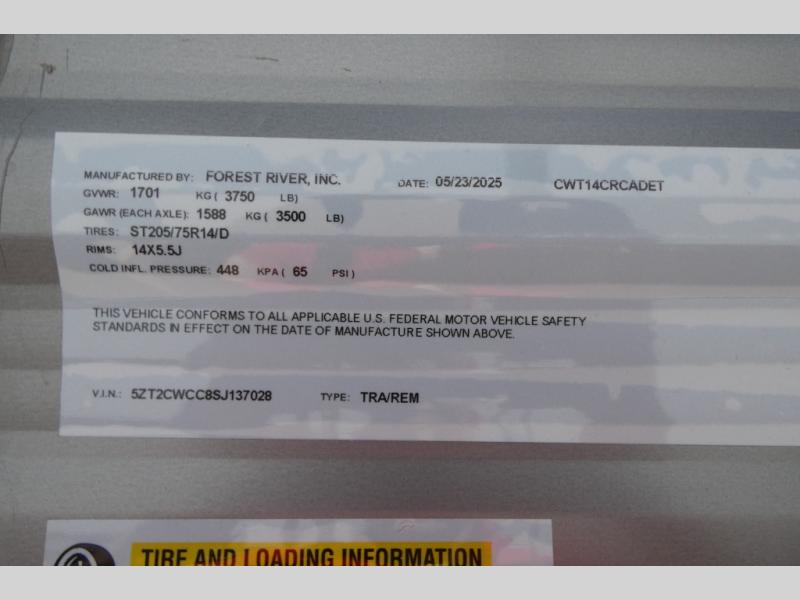 MANUFACTURED BY: FOREST RIVER, INC. DATE: 05/23/2025 CWT14CRCADET
GVWR: 1701 KG ( 3750 LB)
GAWR (EACH AXLE): 1588 KG ( 3500 LB)
TIRES: ST205/75R14/D
RIMS: 14X5.5J
COLD INFL. PRESSURE: 448 KPA ( 65 PSI )
THIS VEHICLE CONFORMS TO ALL APPLICABLE U.S. FEDERAL MOTOR VEHICLE SAFETY
STANDARDS IN EFFECT ON THE DATE OF MANUFACTURE SHOWN ABOVE.
V.I.N.: 5ZT2CWCC8SJ137028 TYPE: TRA/REM
TIRE AND LOADING INFORMATION